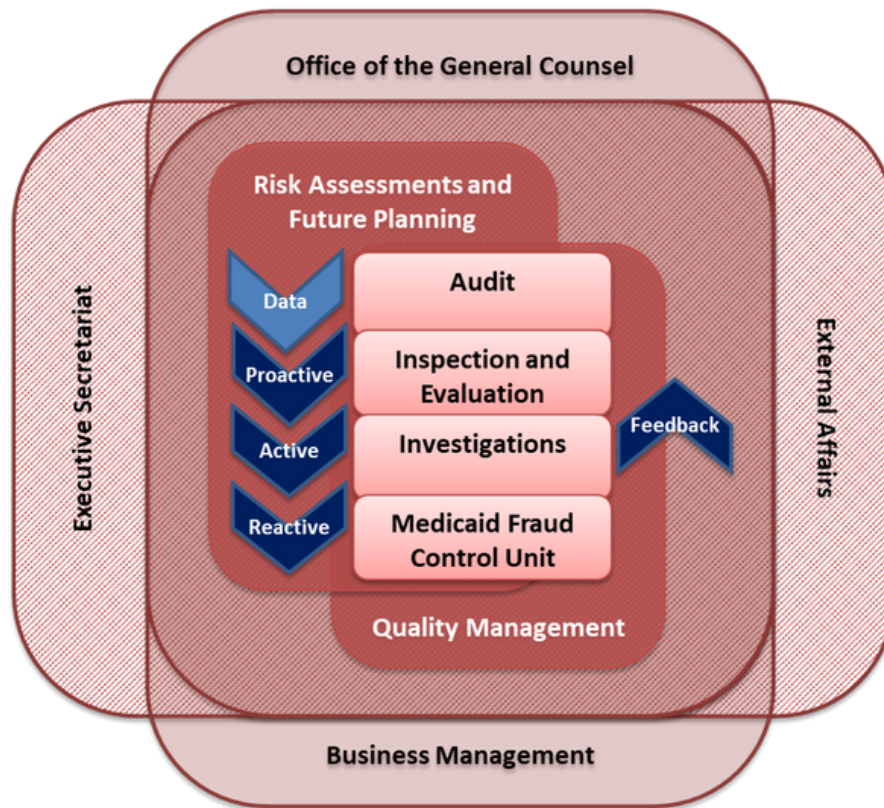 Office of the General Counsel
Risk Assessments and
Future Planning
Data
Audit
Proactive
Inspection and
Evaluation
Active
Investigations
Feedback
Reactive
Medicaid Fraud
Control Unit
Quality Management
Executive Secretariat
External Affairs
Business Management